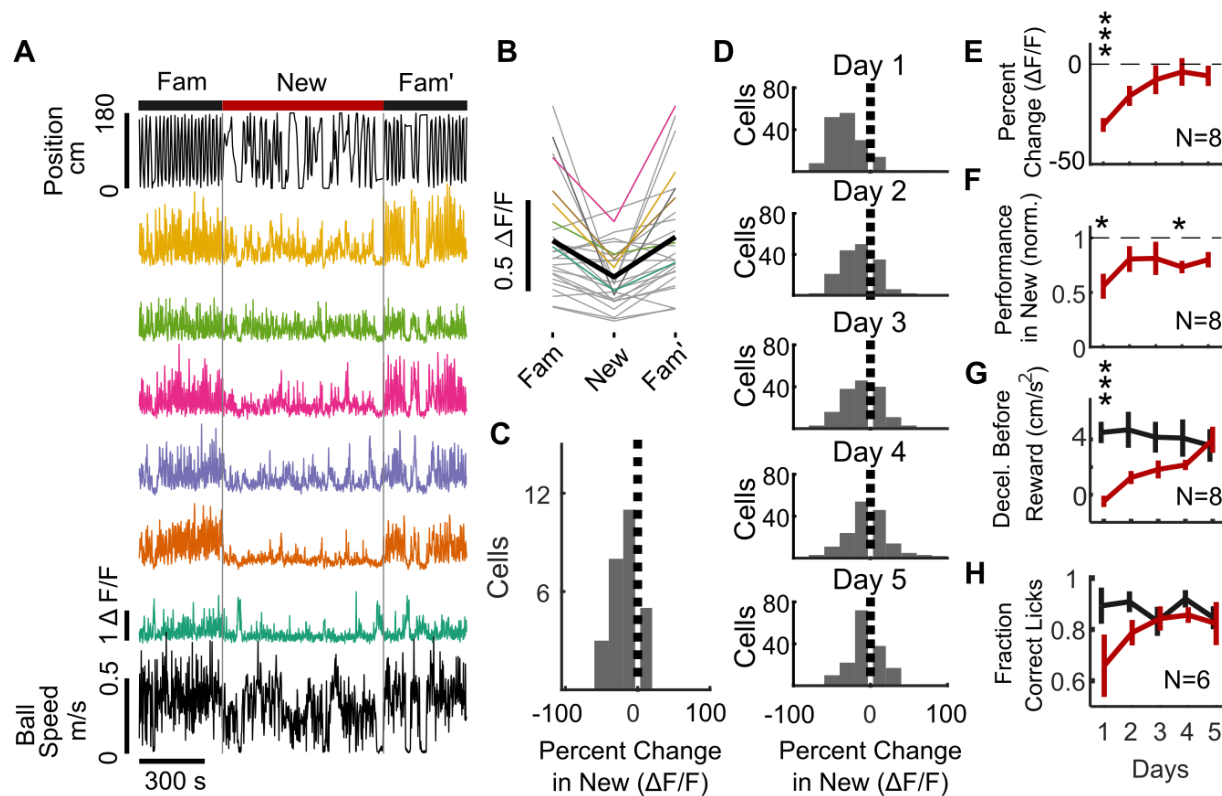 A
Fam
New
Fam'
Position
cm
180
0
1 Δ F/F
Ball
Speed
m/s
0.5
0
300 s
B
0.5 ΔF/F
Fam
New
Fam'
C
Cells
12
6
-100
0
100
Percent Change
in New (ΔF/F)
D
Day 1
Cells
80
40
Day 2
Cells
80
40
Day 3
Cells
80
40
Day 4
Cells
80
40
Day 5
Cells
80
40
-100
0
100
Percent Change
in New (ΔF/F)
E
***
Percent
Change (ΔF/F)
0
-50
N=8
F
Performance
in New (norm.)
*
*
1
0.5
0
N=8
G
***
Decel. Before
Reward (cm/s²)
4
0
N=8
H
Fraction
Correct Licks
1
0.8
0.6
N=6
1 2 3 4 5
Days